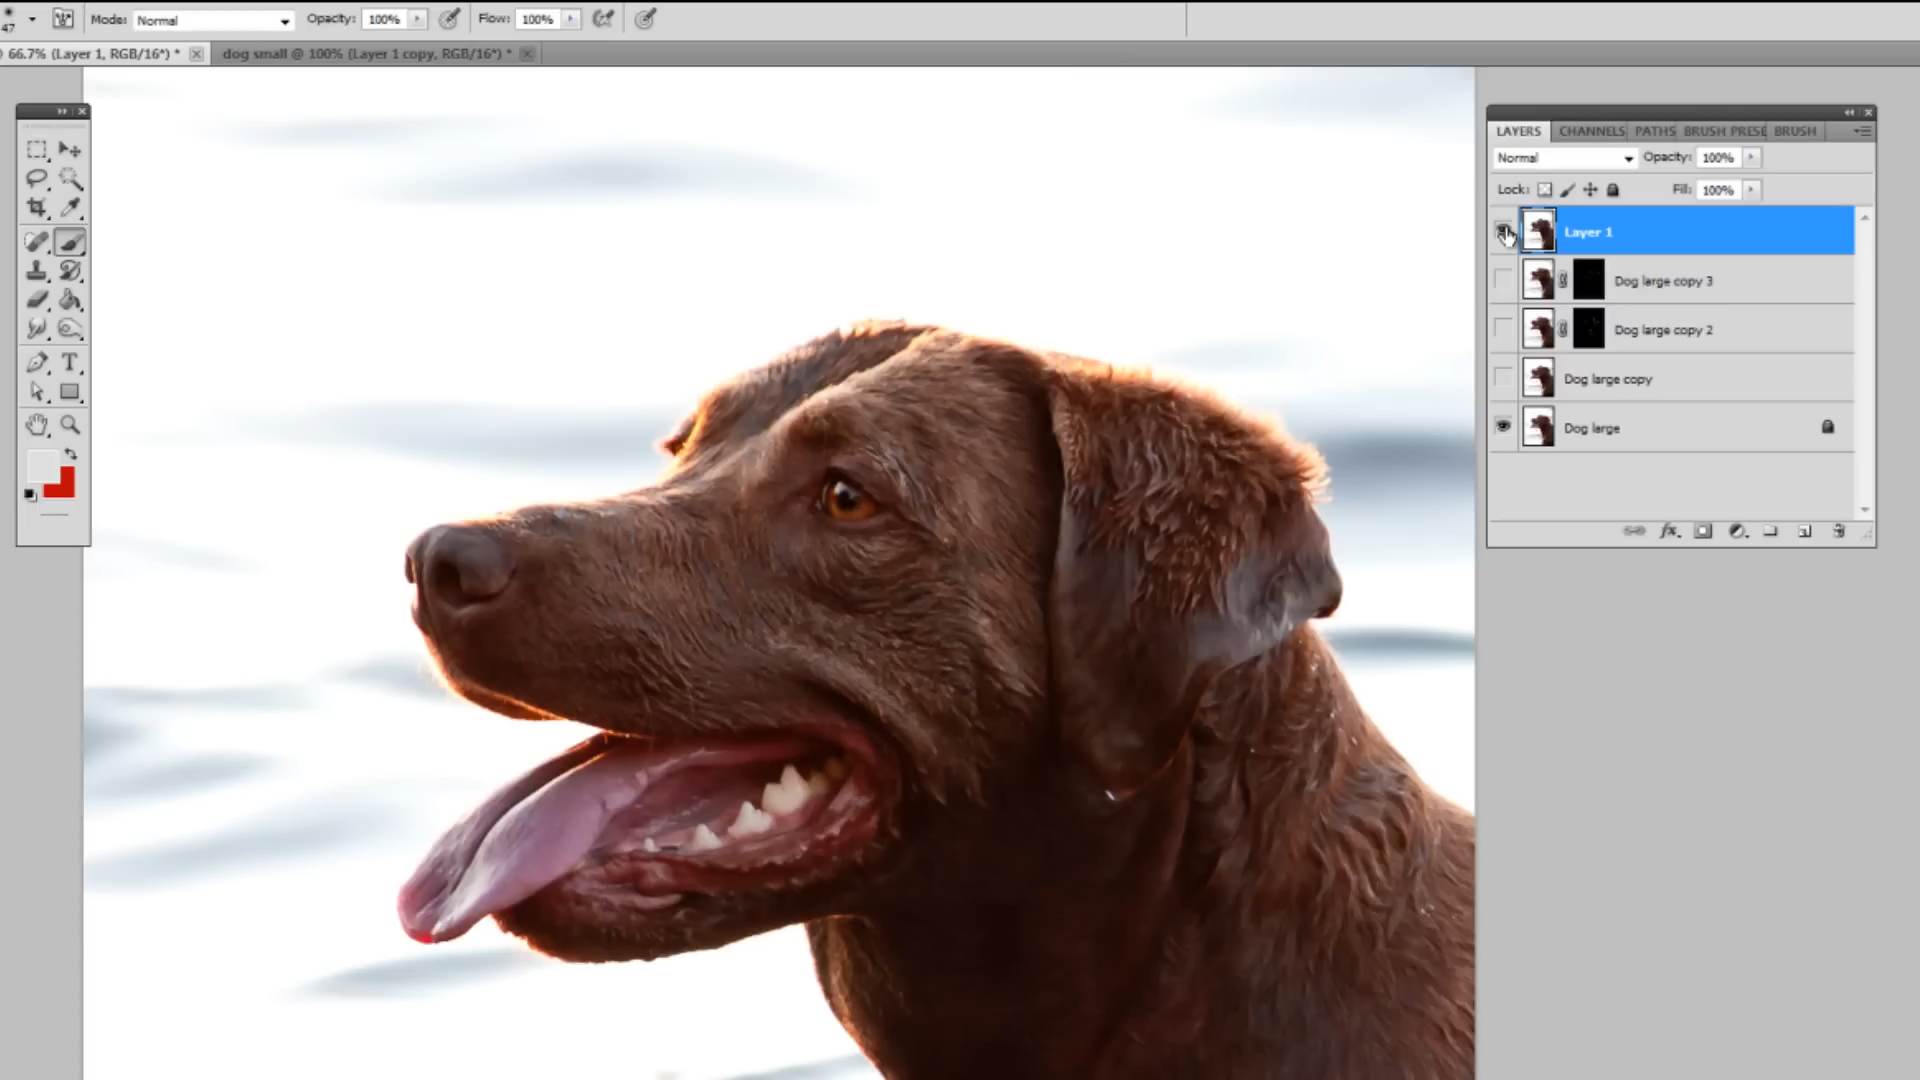 47 Mode: Normal Opacity: 100% Flow: 100%
66.7% (Layer 1, RGB/16*) * dog small @ 100% (Layer 1 copy, RGB/16*) *
LAYERS CHANNELS PATHS BRUSH PRESE BRUSH
Normal Opacity: 100%
Lock: Fill: 100%
Layer 1
Dog large copy 3
Dog large copy 2
Dog large copy
Dog large
T
fx